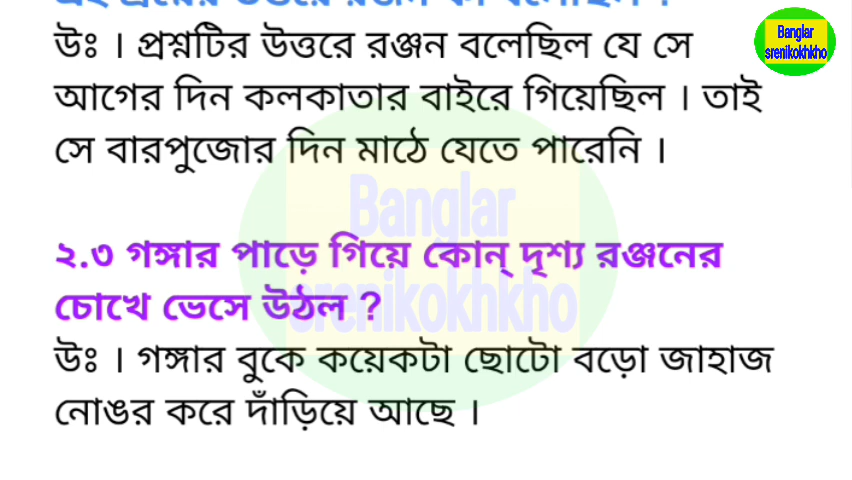 Banglar
srenikokhkho
উঃ । প্রশ্নটির উত্তরে রঞ্জন বলেছিল যে সে
আগের দিন কলকাতার বাইরে গিয়েছিল । তাই
সে বারপুজোর দিন মাঠে যেতে পারেনি ।
Banglar
srenikokhkho
২.৩ গঙ্গার পাড়ে গিয়ে কোন্ দৃশ্য রঞ্জনের
চোখে ভেসে উঠল ?
উঃ । গঙ্গার বুকে কয়েকটা ছোটো বড়ো জাহাজ
নোঙর করে দাঁড়িয়ে আছে ।